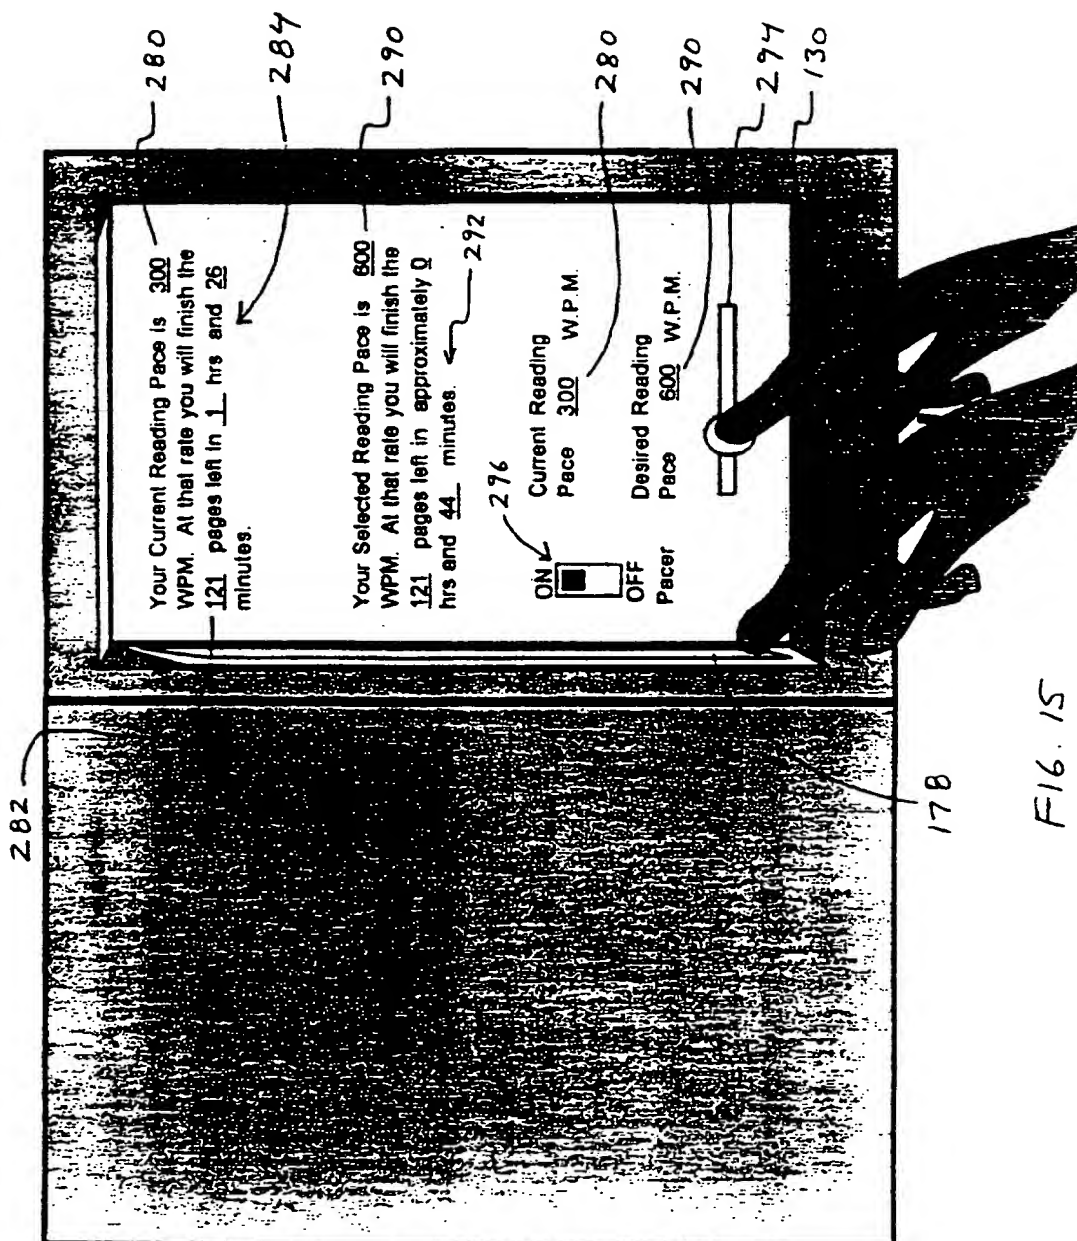 282
280
Your Current Reading Pace is 300
WPM. At that rate you will finish the
121 pages left in 1 hrs and 26
minutes.
284
290
Your Selected Reading Pace is 600
WPM. At that rate you will finish the
121 pages left in approximately 0
hrs and 44 minutes.
292
296
ON
OFF
Pacer
Current Reading
Pace 300 W.P.M.
280
Desired Reading
Pace 600 W.P.M.
290
294
130
178
FIG. 15